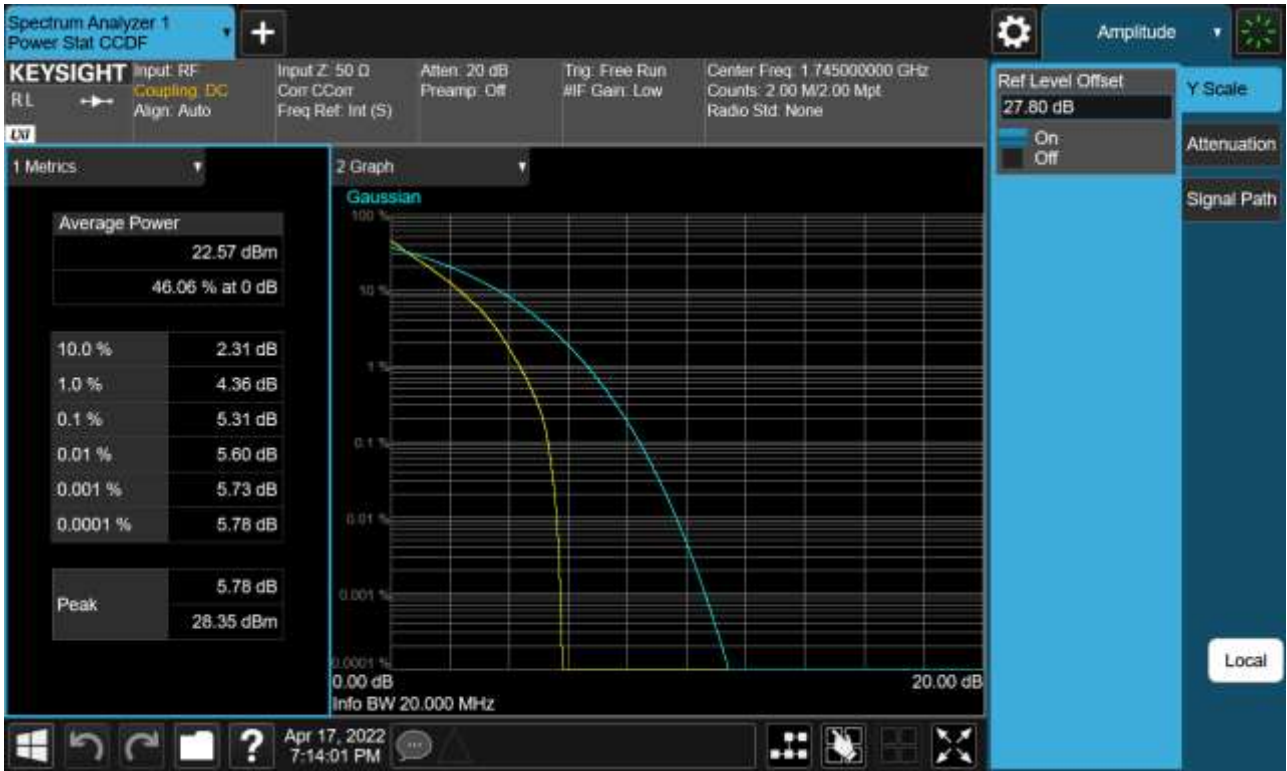 Spectrum Analyzer 1
Power Stat CCDF
+
Amplitude
KEYSIGHT
RL
LXI
Input: RF
Coupling: DC
Align: Auto
Input Z: 50 Ω
Corr CCorr
Freq Ref: Int (S)
Atten: 20 dB
Preamp: Off
Trig: Free Run
#IF Gain: Low
Center Freq: 1.745000000 GHz
Counts: 2.00 M/2.00 Mpt
Radio Std: None
Ref Level Offset
27.80 dB
On
Off
Y Scale
Attenuation
Signal Path
1 Metrics
Average Power
22.57 dBm
46.06 % at 0 dB
10.0 % 2.31 dB
1.0 % 4.36 dB
0.1 % 5.31 dB
0.01 % 5.60 dB
0.001 % 5.73 dB
0.0001 % 5.78 dB
Peak
5.78 dB
28.35 dBm
2 Graph
Gaussian
100 %
10 %
1 %
0.1 %
0.01 %
0.001 %
0.0001 %
0.00 dB 20.00 dB
Info BW 20.000 MHz
Local
?
Apr 17, 2022
7:14:01 PM